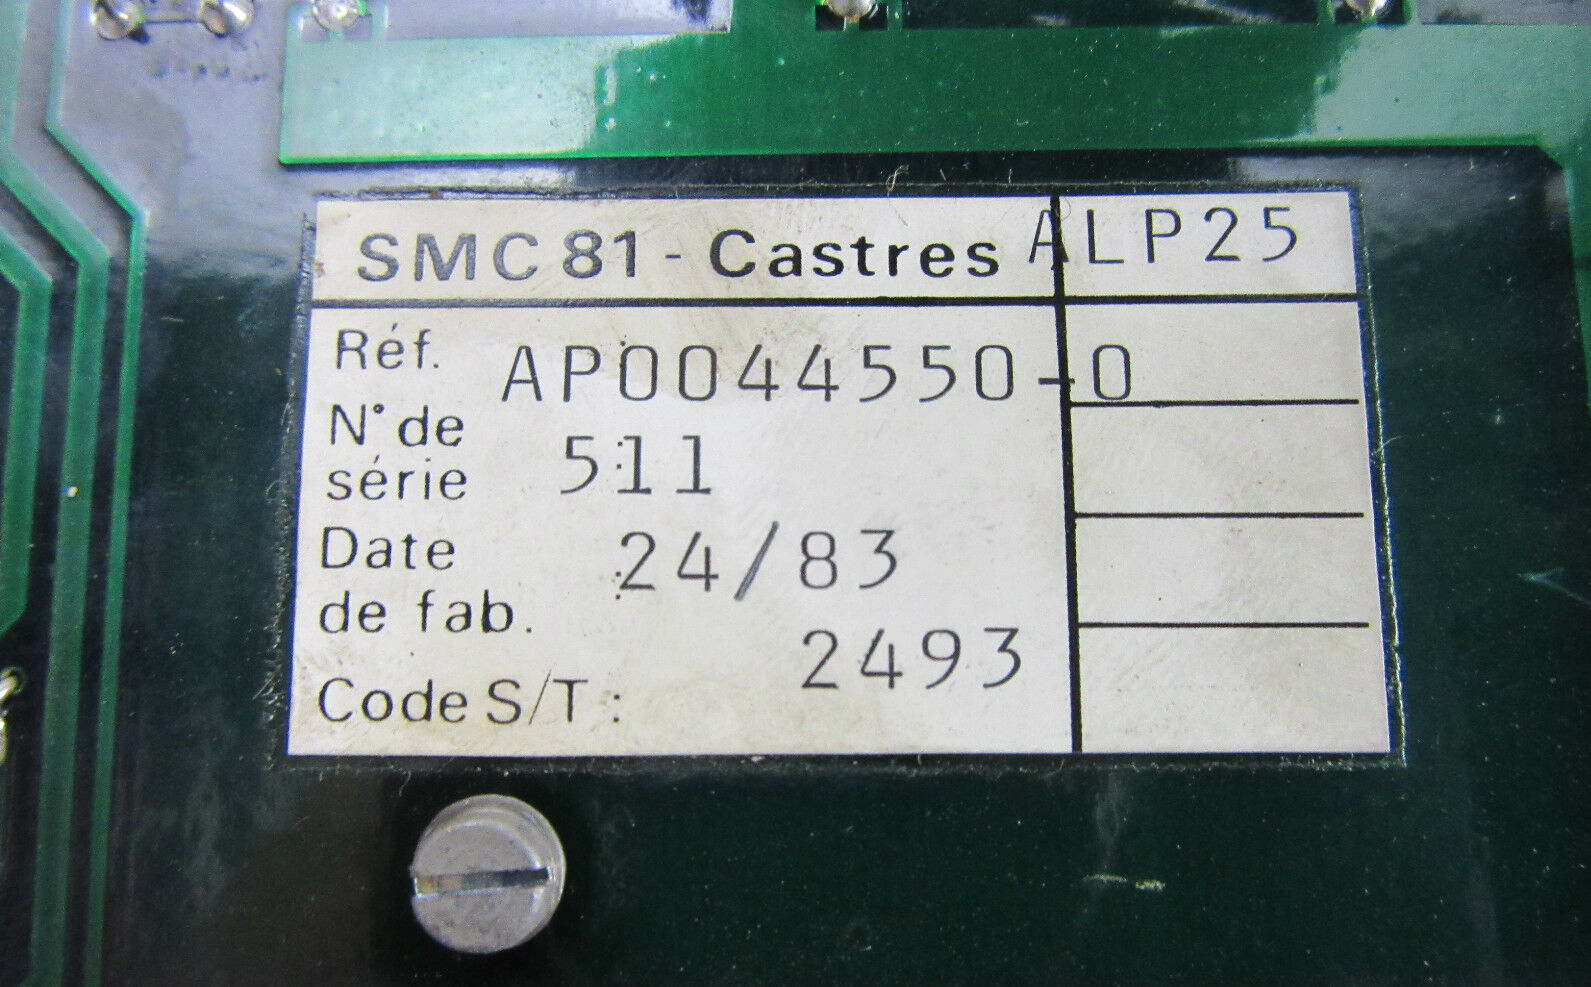 SMC 81 - Castres ALP25
Réf. AP0044550-0
N° de
série 511
Date 24/83
de fab.
2493
Code S/T :